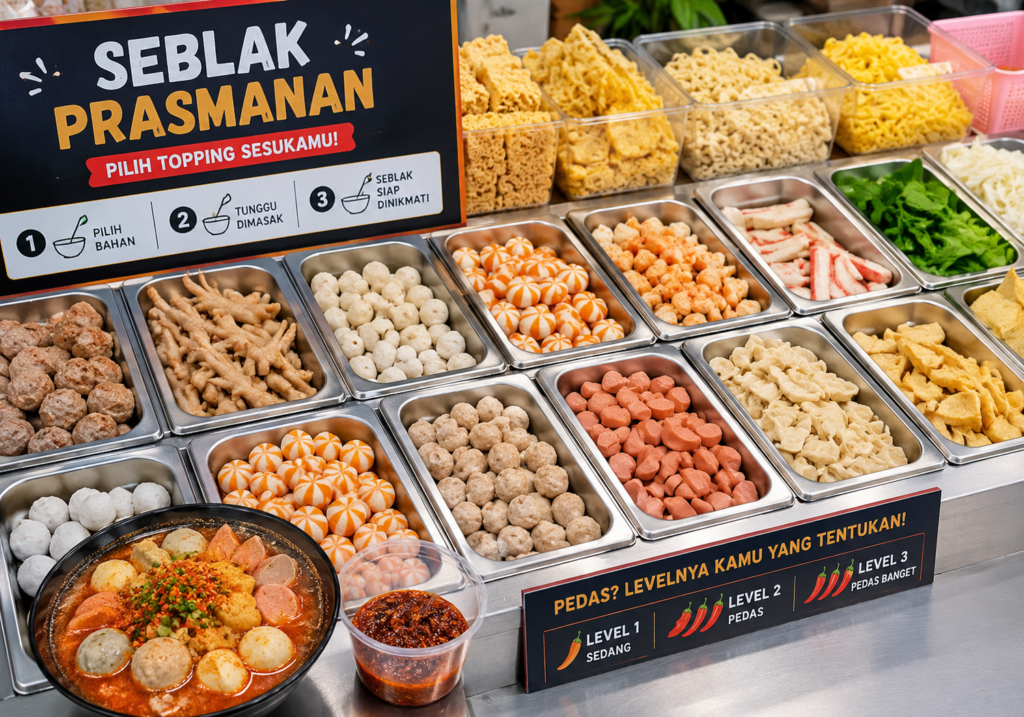 SEBLAK
PRASMANAN
PILIH TOPPING SESUKAMU!
1 PILIH
BAHAN
2 TUNGGU
DIMASAK
3 SEBLAK
SIAP
DINIKMATI
PEDAS? LEVELNYA KAMU YANG TENTUKAN!
LEVEL 1
SEDANG
LEVEL 2
PEDAS
LEVEL 3
PEDAS BANGET